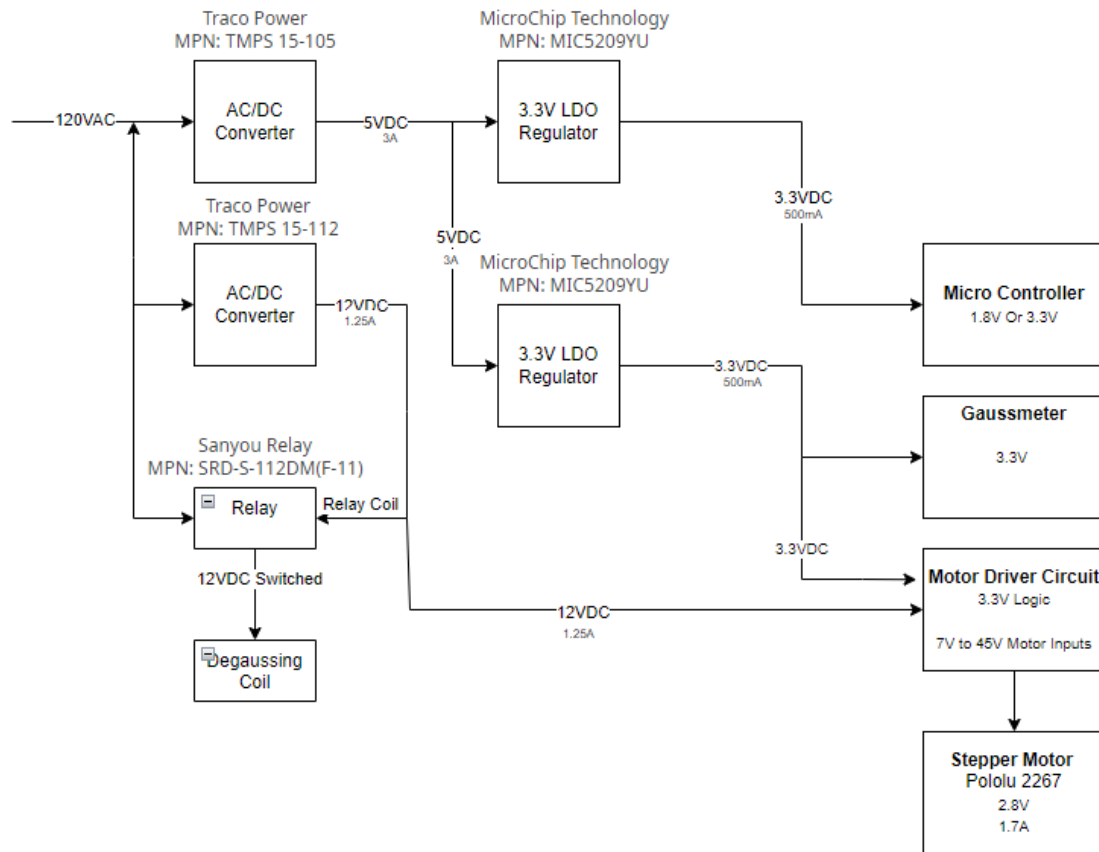 Traco Power
MPN: TMPS 15-105
MicroChip Technology
MPN: MIC5209YU
120VAC
AC/DC
Converter
5VDC
3A
3.3V LDO
Regulator
3.3VDC
500mA
Traco Power
MPN: TMPS 15-112
AC/DC
Converter
12VDC
1.25A
5VDC
3A
MicroChip Technology
MPN: MIC5209YU
3.3V LDO
Regulator
3.3VDC
500mA
Micro Controller
1.8V Or 3.3V
Gaussmeter
3.3V
Sanyou Relay
MPN: SRD-S-112DM(F-11)
Relay
Relay Coil
12VDC Switched
Degaussing
Coil
3.3VDC
12VDC
1.25A
Motor Driver Circuit
3.3V Logic
7V to 45V Motor Inputs
Stepper Motor
Pololu 2267
2.8V
1.7A